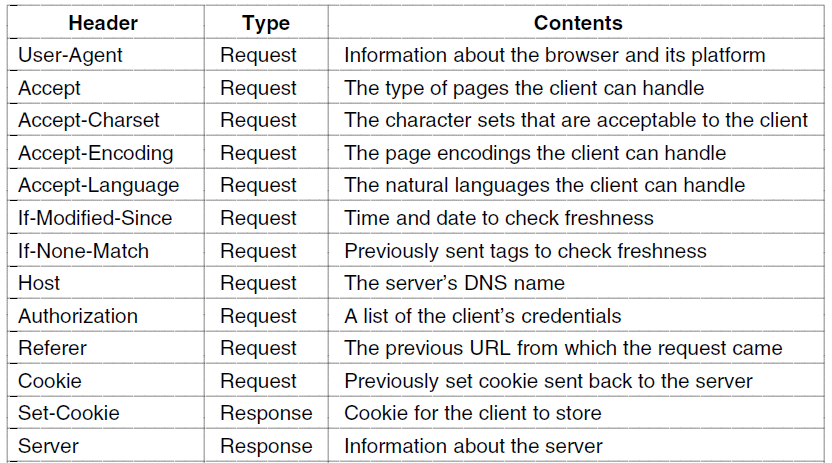 Header Type Contents
User-Agent Request Information about the browser and its platform
Accept Request The type of pages the client can handle
Accept-Charset Request The character sets that are acceptable to the client
Accept-Encoding Request The page encodings the client can handle
Accept-Language Request The natural languages the client can handle
If-Modified-Since Request Time and date to check freshness
If-None-Match Request Previously sent tags to check freshness
Host Request The server’s DNS name
Authorization Request A list of the client’s credentials
Referer Request The previous URL from which the request came
Cookie Request Previously set cookie sent back to the server
Set-Cookie Response Cookie for the client to store
Server Response Information about the server